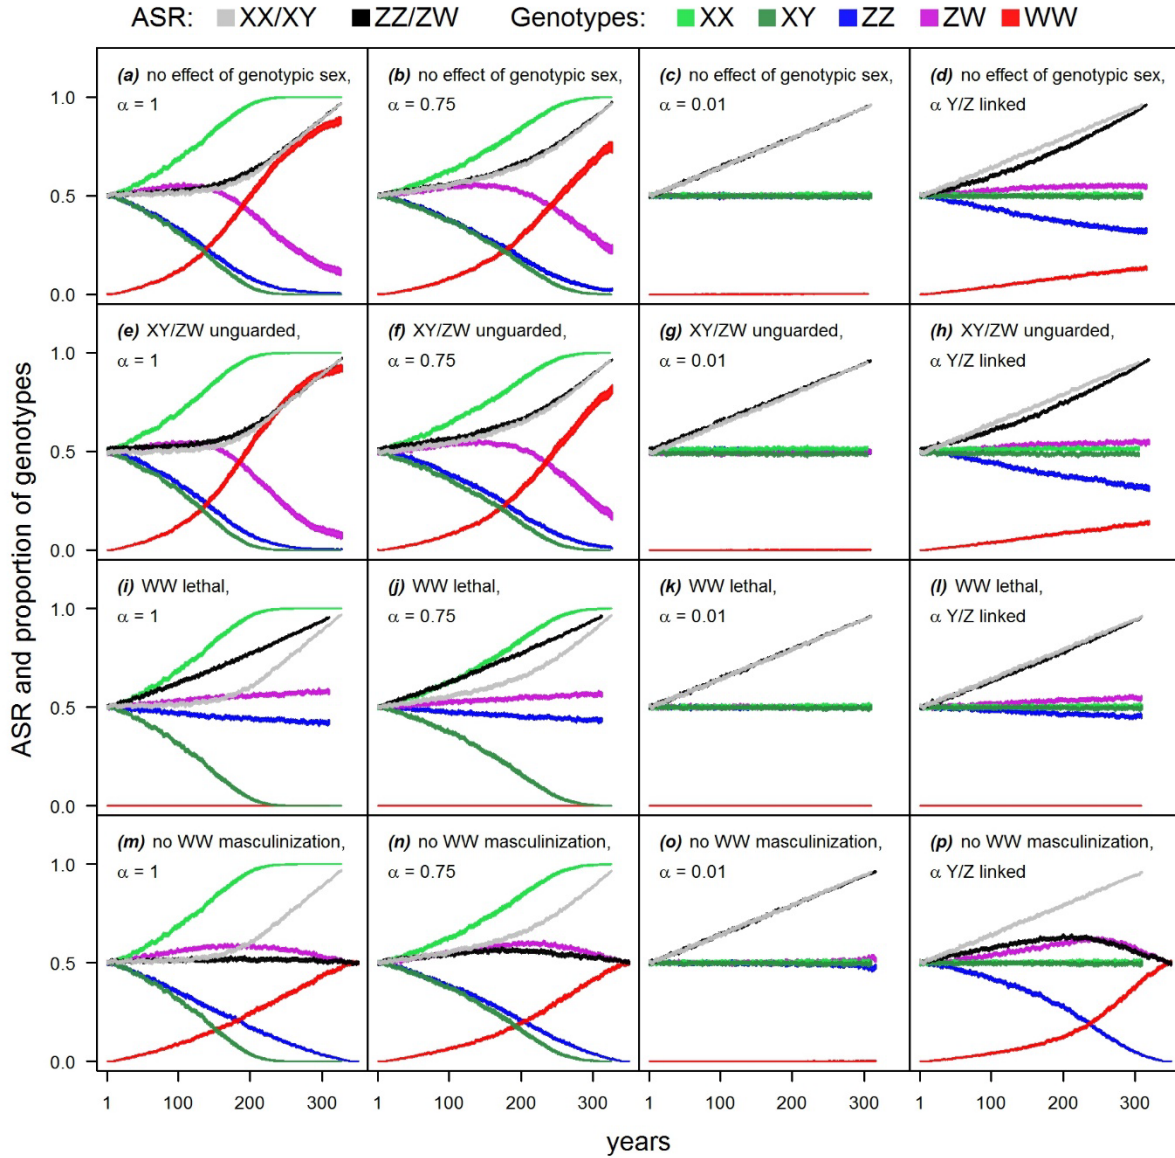 ASR: XX/XY ZZ/ZW Genotypes: XX XY ZZ ZW WW
(a) no effect of genotypic sex,
α = 1
(b) no effect of genotypic sex,
α = 0.75
(c) no effect of genotypic sex,
α = 0.01
(d) no effect of genotypic sex,
α Y/Z linked
1.0
0.5
0.0
(e) XY/ZW unguarded,
α = 1
(f) XY/ZW unguarded,
α = 0.75
(g) XY/ZW unguarded,
α = 0.01
(h) XY/ZW unguarded,
α Y/Z linked
1.0
0.5
0.0
(i) WW lethal,
α = 1
(j) WW lethal,
α = 0.75
(k) WW lethal,
α = 0.01
(l) WW lethal,
α Y/Z linked
1.0
0.5
0.0
(m) no WW masculinization,
α = 1
(n) no WW masculinization,
α = 0.75
(o) no WW masculinization,
α = 0.01
(p) no WW masculinization,
α Y/Z linked
1.0
0.5
0.0
ASR and proportion of genotypes
1 100 200 300
1 100 200 300
1 100 200 300
1 100 200 300
years